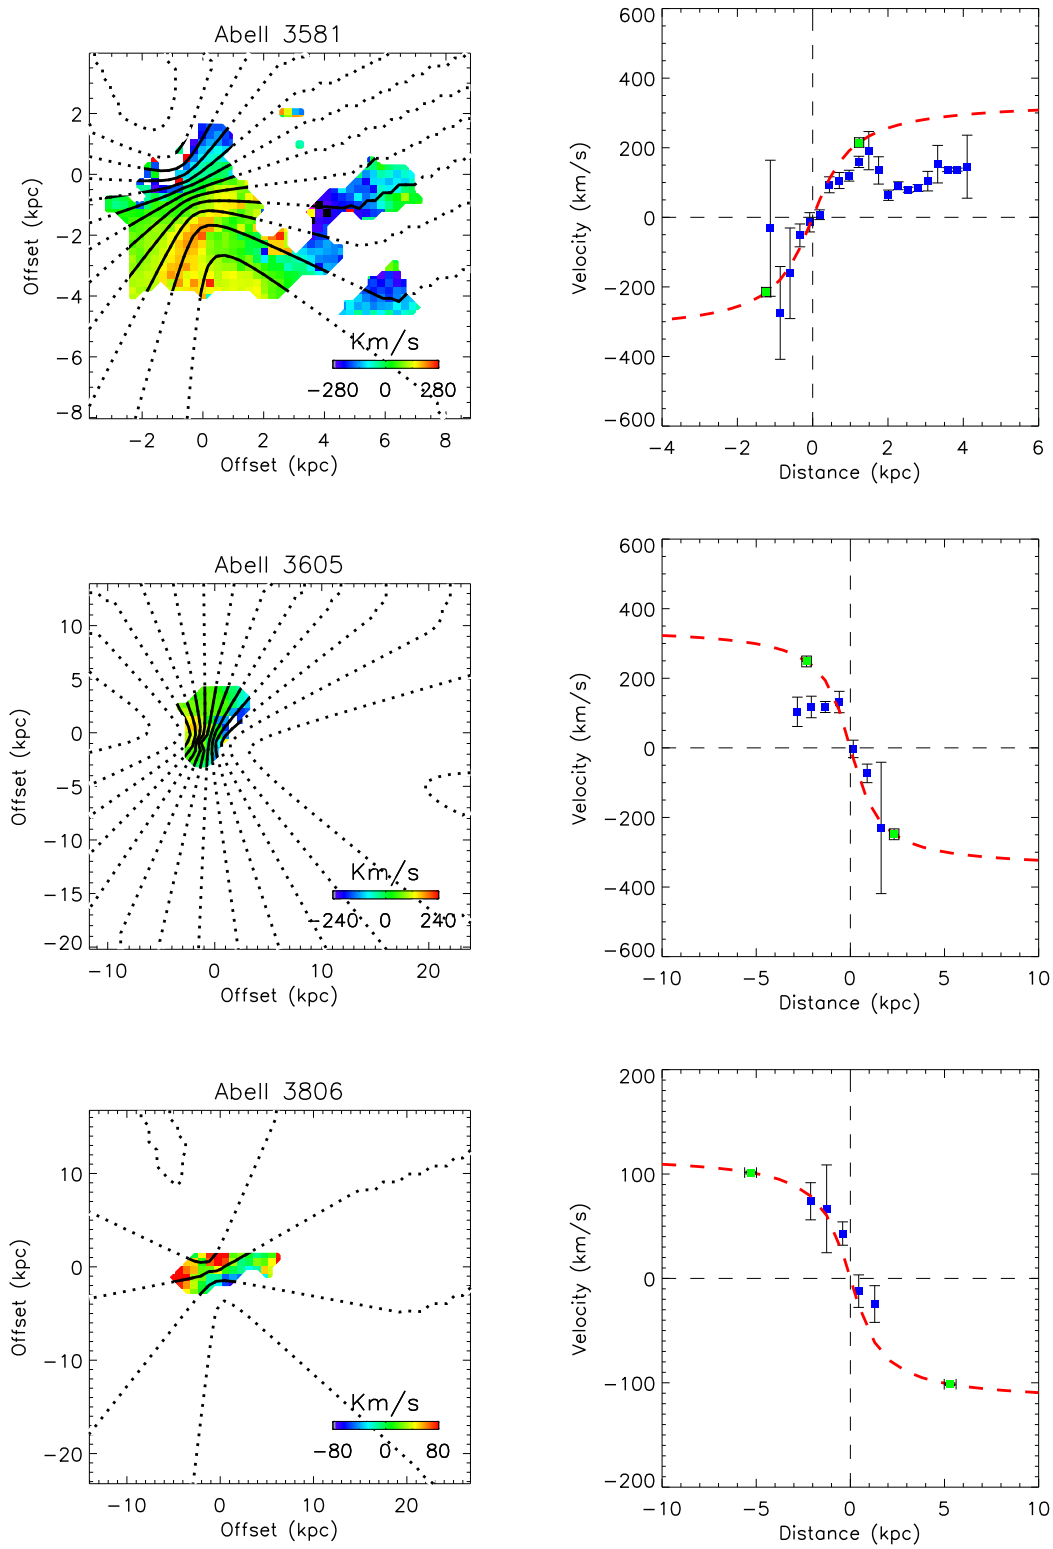 Abell 3581
2
0
−2
−4
−6
−8
Offset (kpc)
Km/s
−280 0 280
−2 0 2 4 6 8
Offset (kpc)
600
400
200
0
−200
−400
−600
Velocity (km/s)
−4 −2 0 2 4 6
Distance (kpc)
Abell 3605
10
5
0
−5
−10
−15
−20
Offset (kpc)
Km/s
−240 0 240
−10 0 10 20
Offset (kpc)
600
400
200
0
−200
−400
−600
Velocity (km/s)
−10 −5 0 5 10
Distance (kpc)
Abell 3806
10
0
−10
−20
Offset (kpc)
Km/s
−80 0 80
−10 0 10 20
Offset (kpc)
200
100
0
−100
−200
Velocity (km/s)
−10 −5 0 5 10
Distance (kpc)